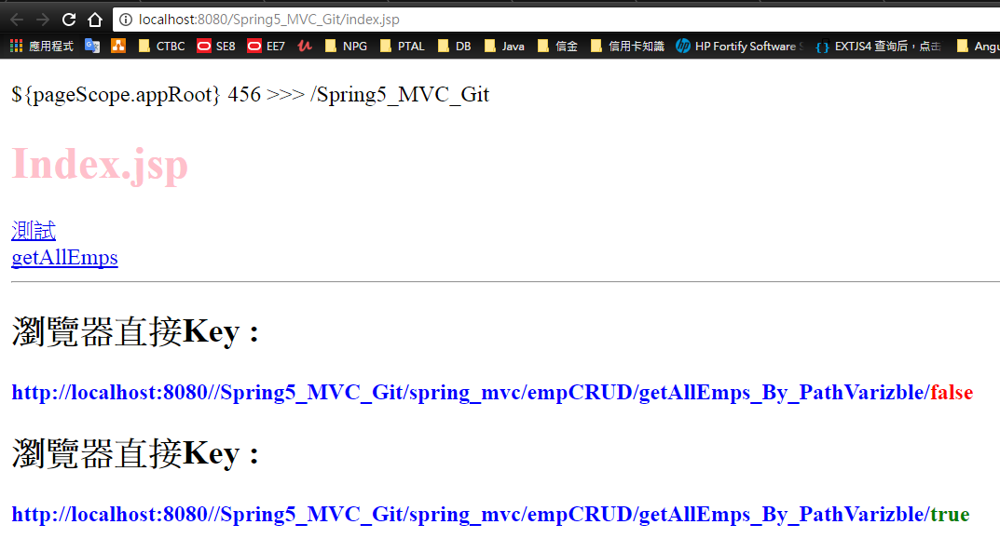 localhost:8080/Spring5_MVC_Git/index.jsp
應用程式 CTBC SE8 EE7 NPG PTAL DB Java 信金 信用卡知識 HP Fortify Software EXTJS4 查询后,点击 Angu
${pageScope.appRoot} 456 >>> /Spring5_MVC_Git
Index.jsp
測試
getAllEmps
瀏覽器直接Key :
http://localhost:8080//Spring5_MVC_Git/spring_mvc/empCRUD/getAllEmps_By_PathVarizble/false
瀏覽器直接Key :
http://localhost:8080//Spring5_MVC_Git/spring_mvc/empCRUD/getAllEmps_By_PathVarizble/true